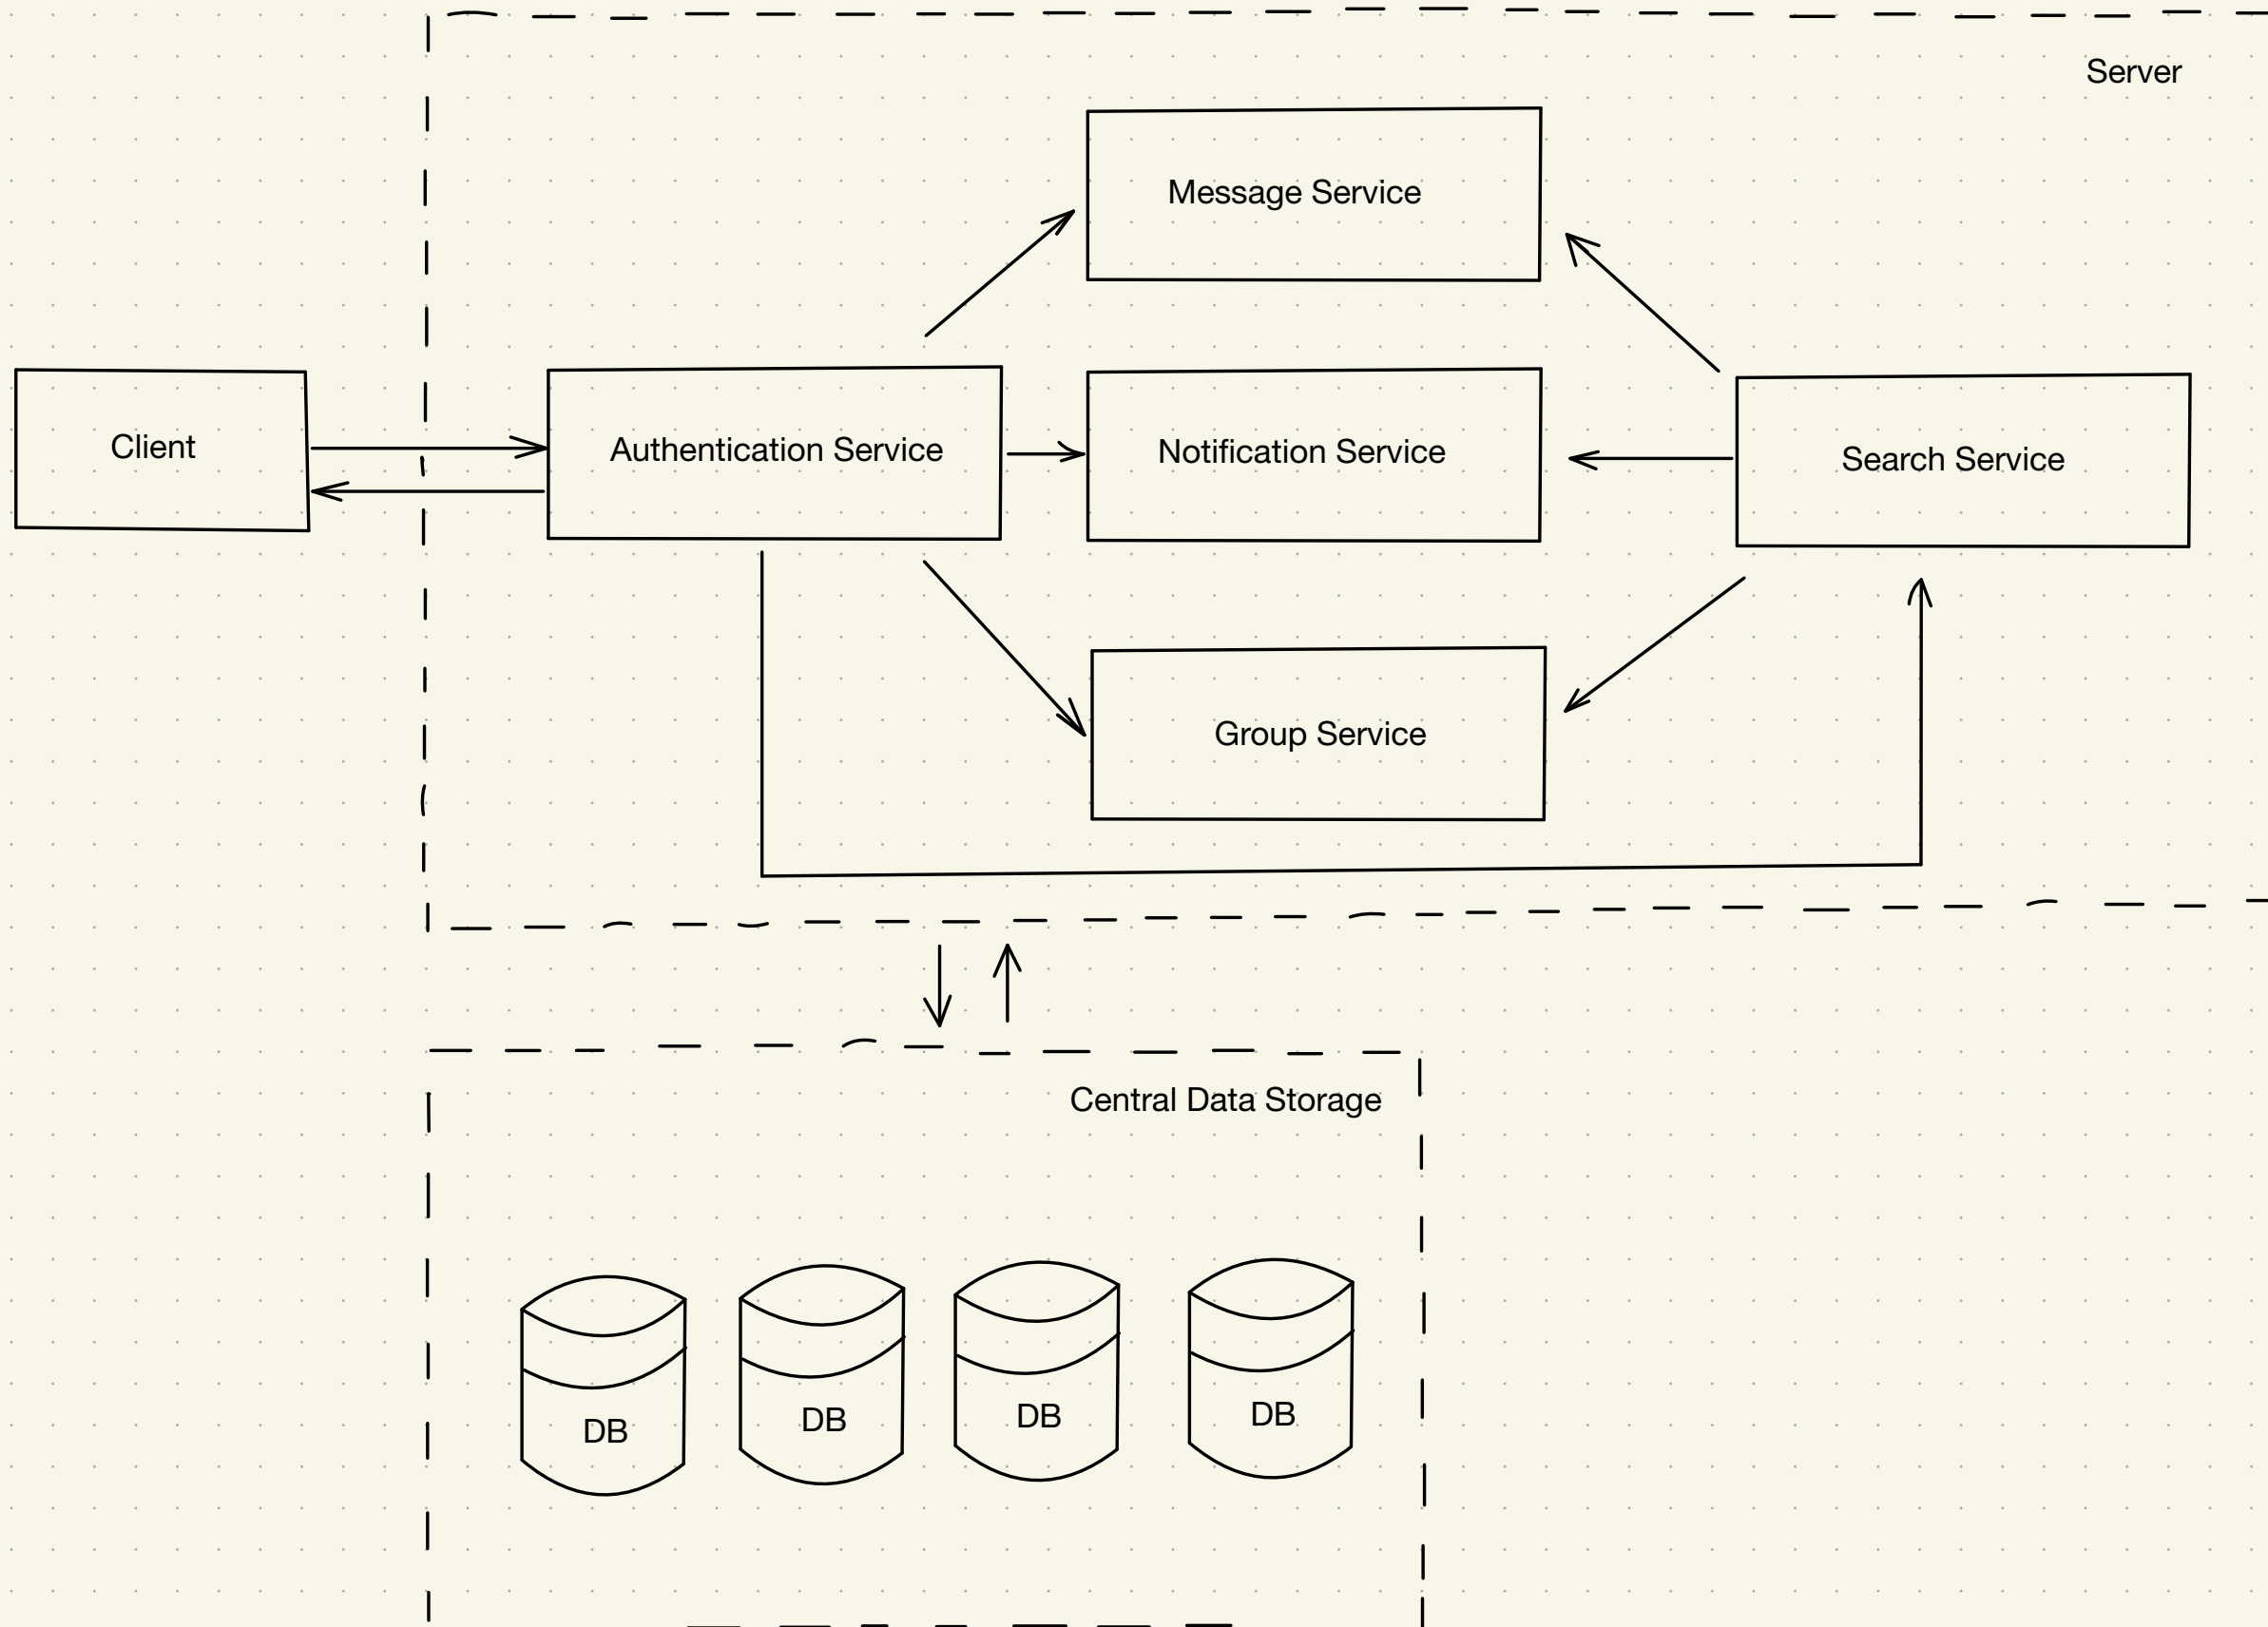 Server
Message Service
Client
Authentication Service
Notification Service
Search Service
Group Service
Central Data Storage
DB
DB
DB
DB